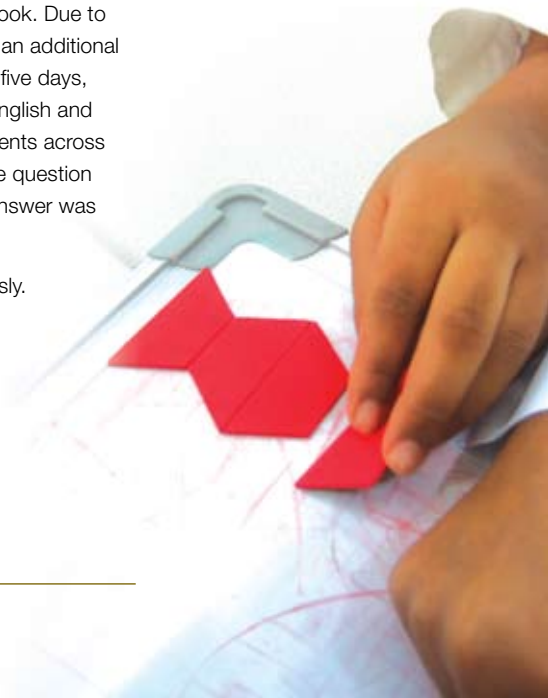 ook. Due to
an additional
five days,
nglish and
ents across
e question
nswer was
sly.